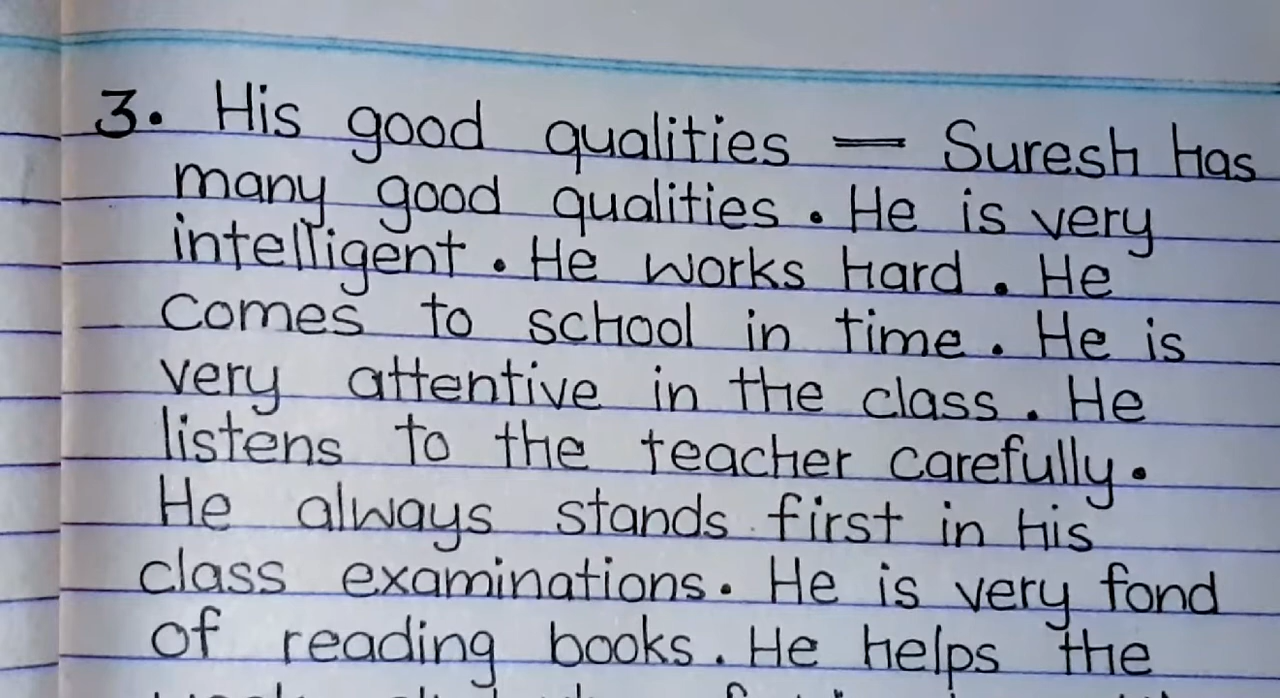 3. His good qualities — Suresh has
many good qualities. He is very
intelligent. He works hard. He
comes to school in time. He is
very attentive in the class. He
listens to the teacher carefully.
He always stands first in his
class examinations. He is very fond
of reading books. He helps the